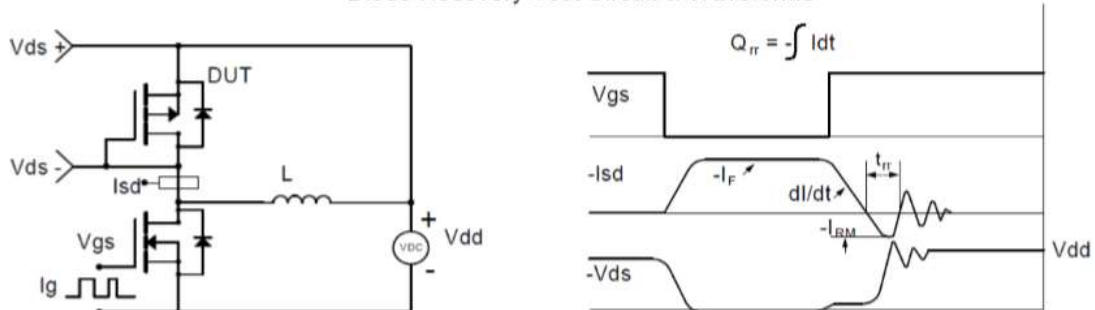 Diode Recovery Test Circuit & Waveforms
Vds +
DUT
Vds -
Isd
L
Vgs
Ig
VDC
+
-
Vdd
Qrr = -∫ Idt
Vgs
-Isd
-IF
dI/dt
trr
-IRM
Vdd
-Vds